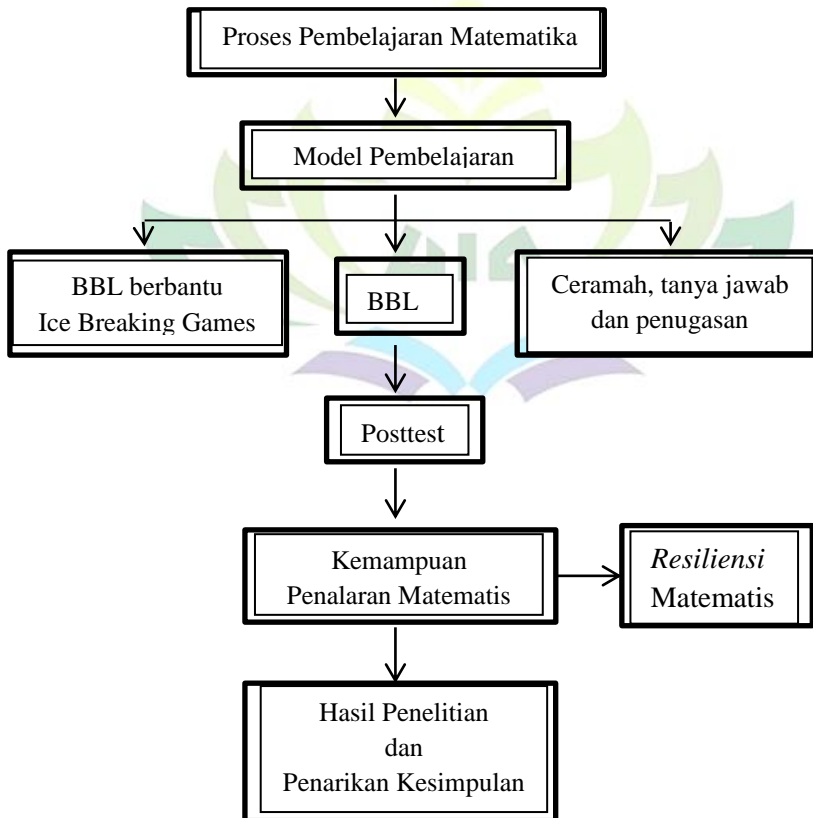 Proses Pembelajaran Matematika
Model Pembelajaran
BBL berbantu
Ice Breaking Games
BBL
Ceramah, tanya jawab
dan penugasan
Posttest
Kemampuan
Penalaran Matematis
Resiliensi
Matematis
Hasil Penelitian
dan
Penarikan Kesimpulan